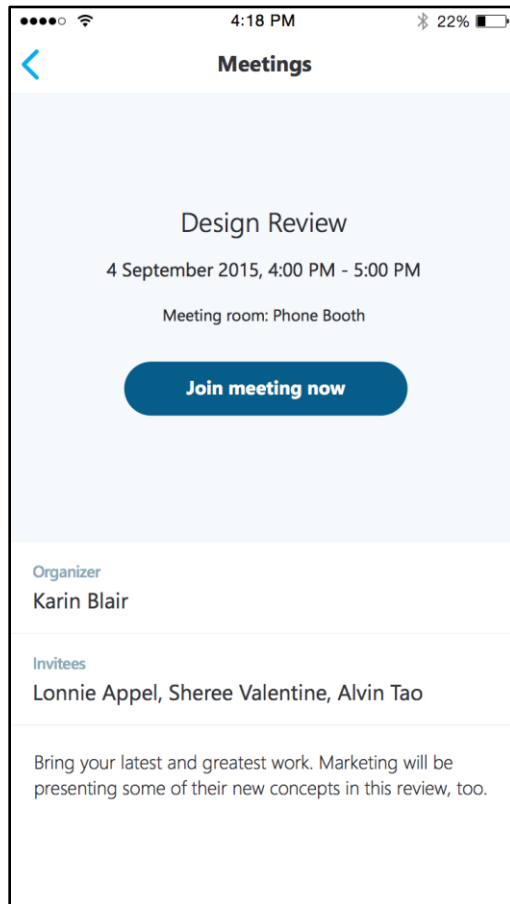 4:18 PM 22%
Meetings
Design Review
4 September 2015, 4:00 PM - 5:00 PM
Meeting room: Phone Booth
Join meeting now
Organizer
Karin Blair
Invitees
Lonnie Appel, Sheree Valentine, Alvin Tao
Bring your latest and greatest work. Marketing will be
presenting some of their new concepts in this review, too.